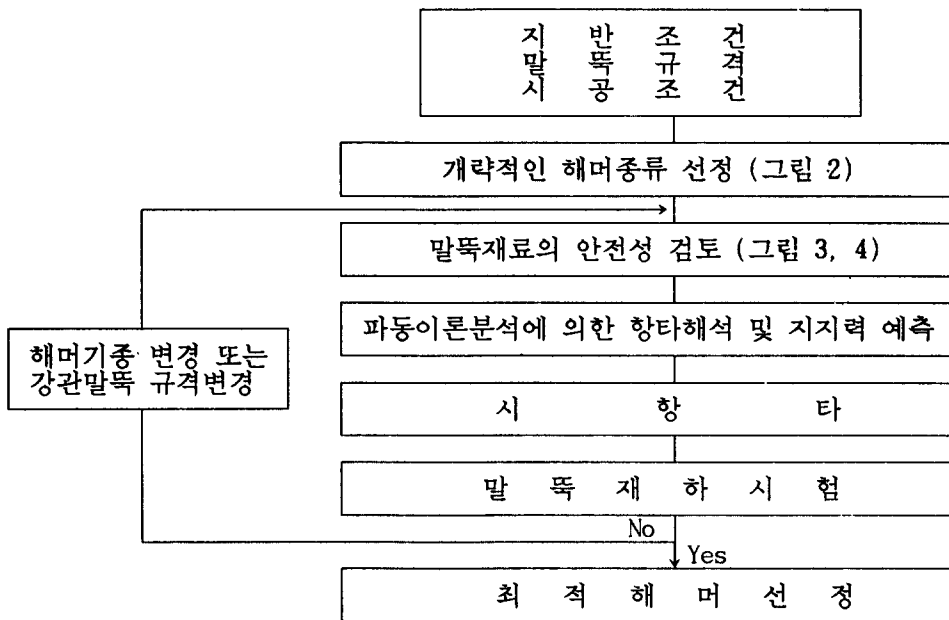 지 반 조 건
말 뚝 규 격
시 공 조 건
개략적인 해머종류 선정 (그림 2)
말뚝재료의 안전성 검토 (그림 3, 4)
파동이론분석에 의한 항타해석 및 지지력 예측
해머기종 변경 또는
강관말뚝 규격변경
시 항 타
말 뚝 재 하 시 험
No
Yes
최 적 해 머 선 정